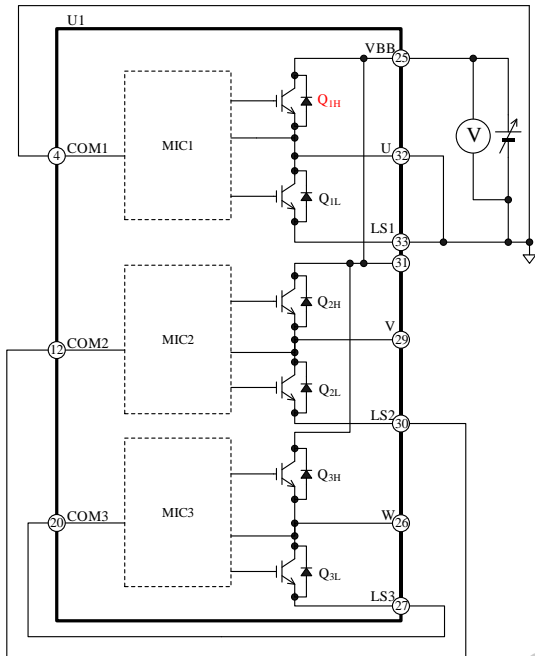 U1
VBB
25
Q1H
V
MIC1
4
COM1
U
32
Q1L
LS1
33
31
Q2H
V
MIC2
12
COM2
29
Q2L
LS2
30
Q3H
MIC3
20
COM3
W
26
Q3L
LS3
27